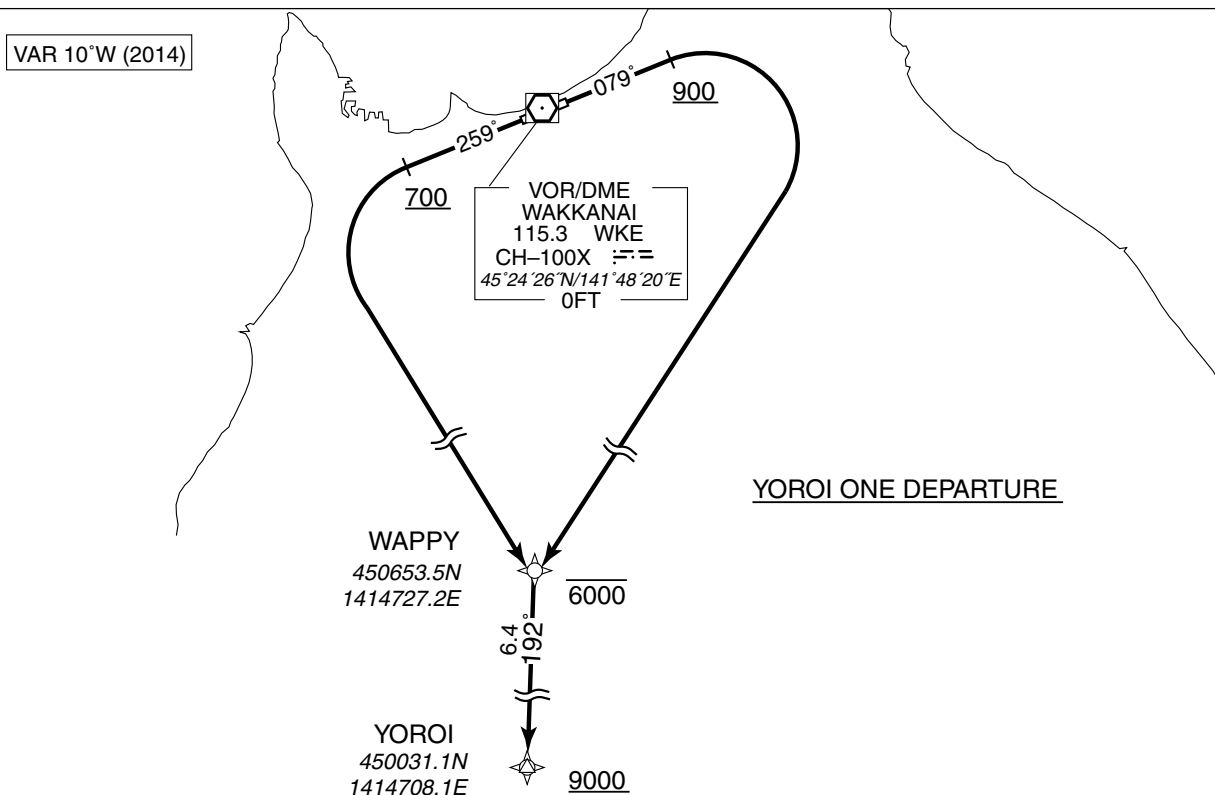 VAR 10˚W (2014)
079˚
900
259˚
700
VOR/DME
WAKKANAI
115.3 WKE
CH–100X
45˚24´26˝N/141˚48´20˝E
0FT
YOROI ONE DEPARTURE
WAPPY
450653.5N
1414727.2E
6000
6.4
192˚
YOROI
450031.1N
1414708.1E
9000